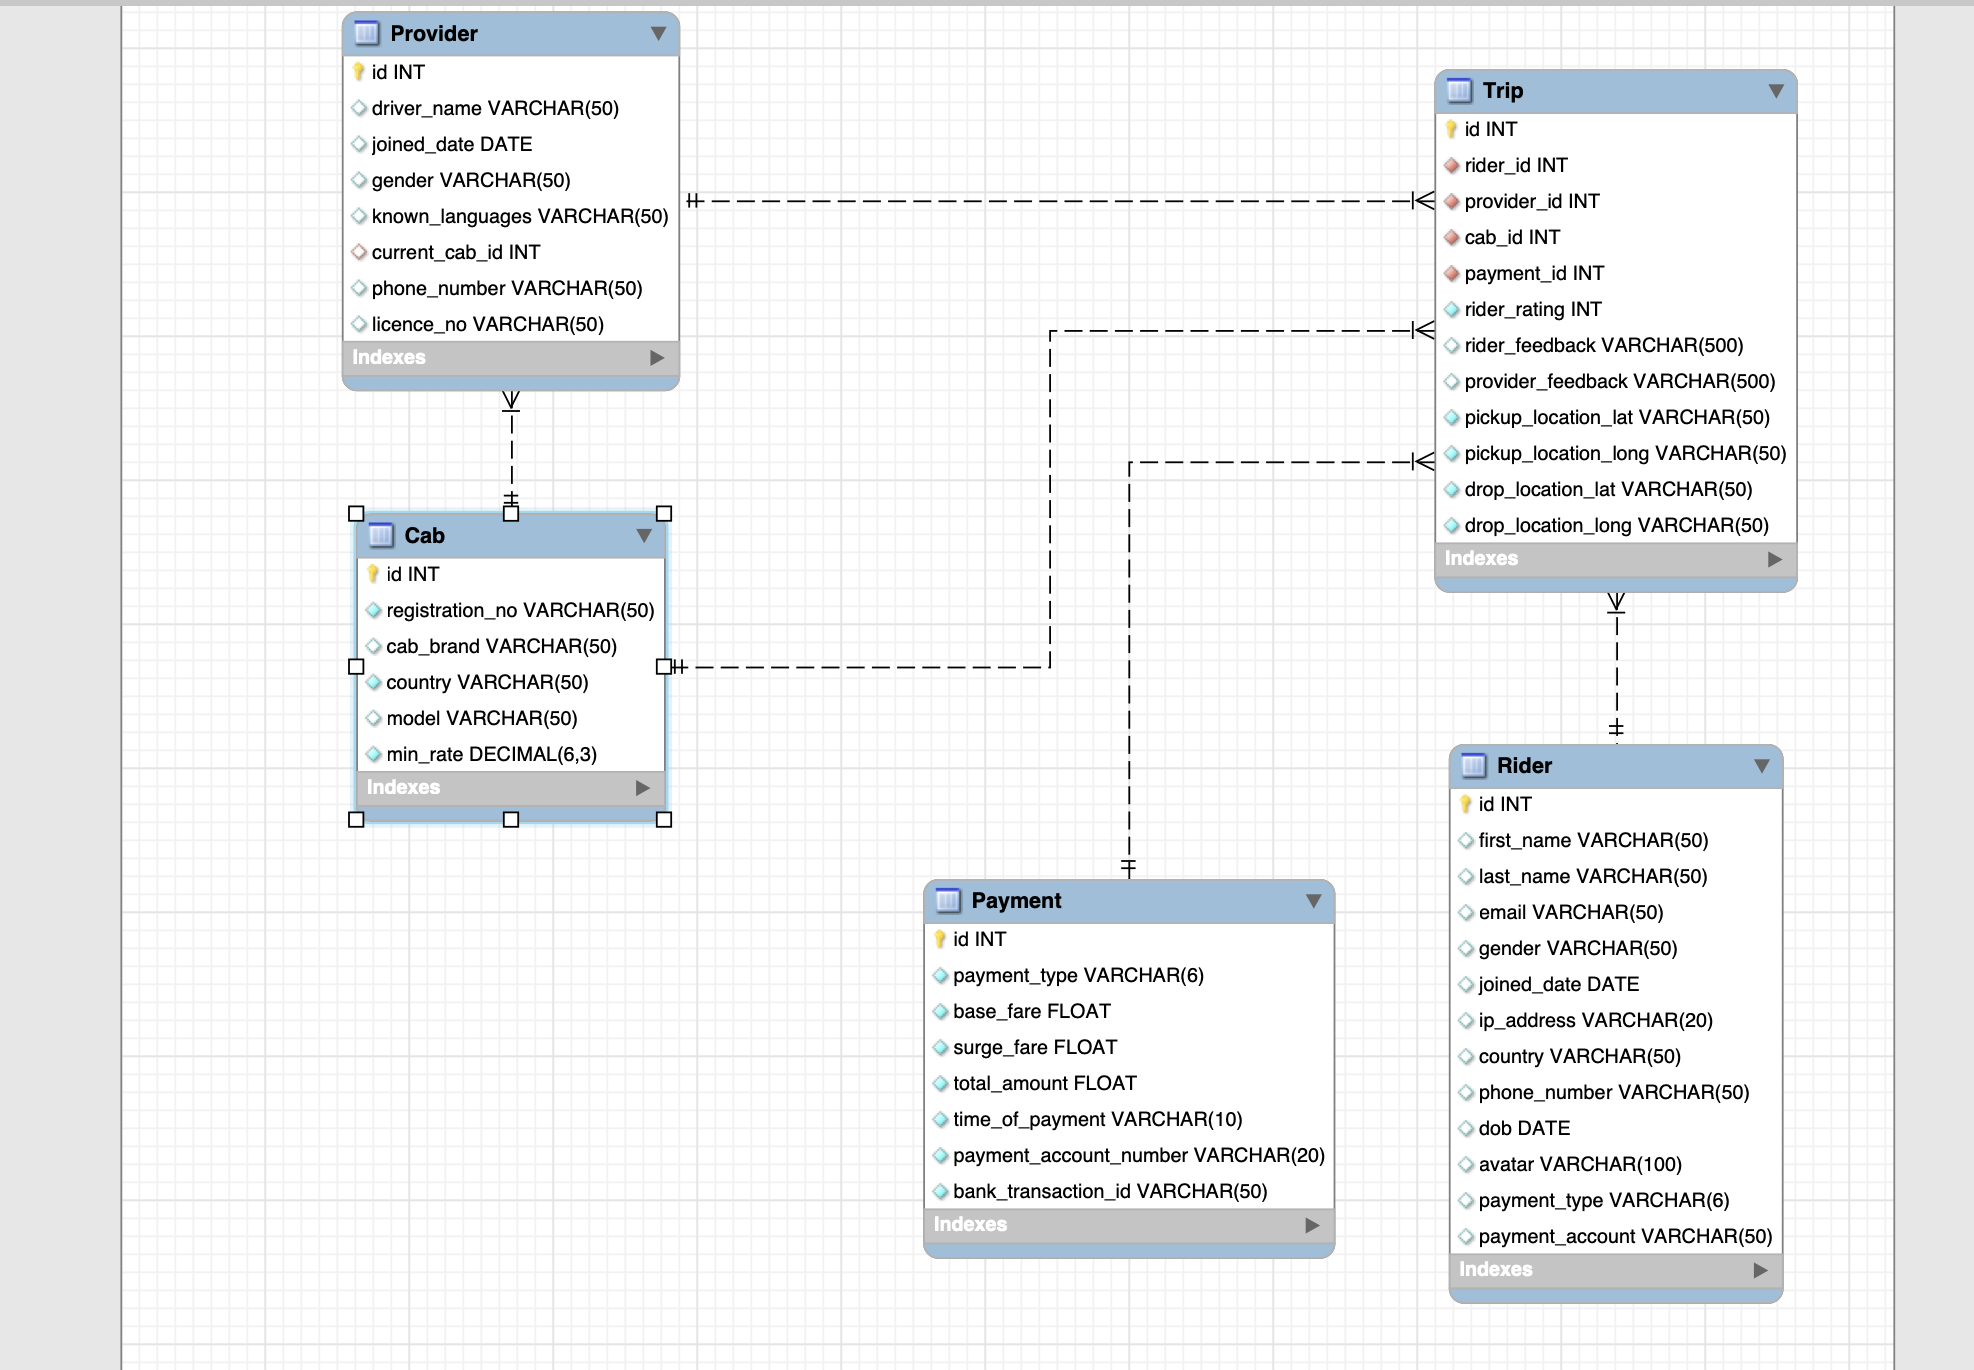 Provider
id INT
driver_name VARCHAR(50)
joined_date DATE
gender VARCHAR(50)
known_languages VARCHAR(50)
current_cab_id INT
phone_number VARCHAR(50)
licence_no VARCHAR(50)
Indexes
Trip
id INT
rider_id INT
provider_id INT
cab_id INT
payment_id INT
rider_rating INT
rider_feedback VARCHAR(500)
provider_feedback VARCHAR(500)
pickup_location_lat VARCHAR(50)
pickup_location_long VARCHAR(50)
drop_location_lat VARCHAR(50)
drop_location_long VARCHAR(50)
Indexes
Cab
id INT
registration_no VARCHAR(50)
cab_brand VARCHAR(50)
country VARCHAR(50)
model VARCHAR(50)
min_rate DECIMAL(6,3)
Indexes
Payment
id INT
payment_type VARCHAR(6)
base_fare FLOAT
surge_fare FLOAT
total_amount FLOAT
time_of_payment VARCHAR(10)
payment_account_number VARCHAR(20)
bank_transaction_id VARCHAR(50)
Indexes
Rider
id INT
first_name VARCHAR(50)
last_name VARCHAR(50)
email VARCHAR(50)
gender VARCHAR(50)
joined_date DATE
ip_address VARCHAR(20)
country VARCHAR(50)
phone_number VARCHAR(50)
dob DATE
avatar VARCHAR(100)
payment_type VARCHAR(6)
payment_account VARCHAR(50)
Indexes